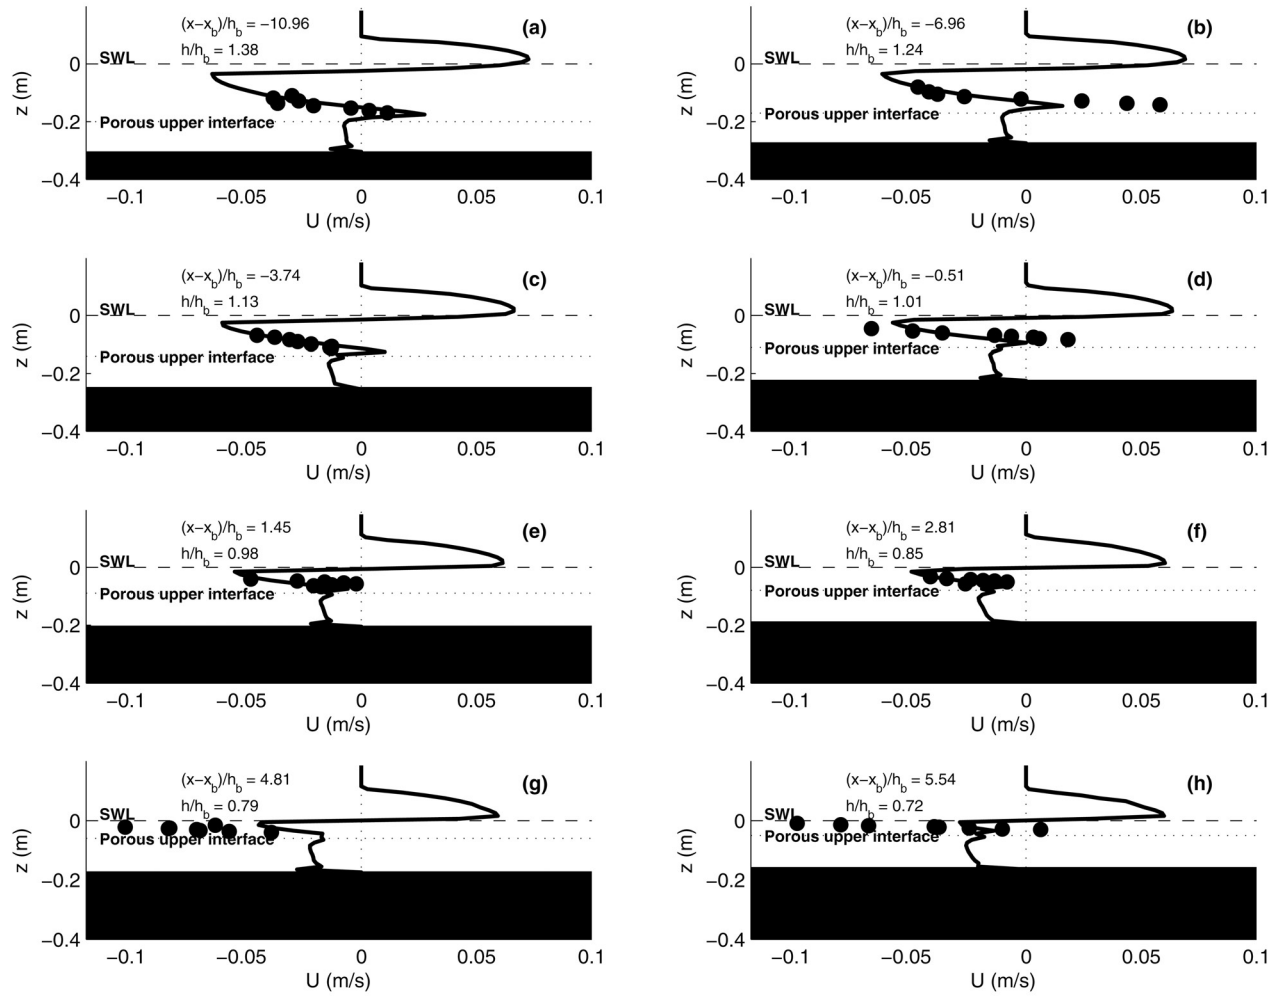 (x−x_b)/h_b = −10.96
(a)
h/h_b = 1.38
SWL
Porous upper interface
0
−0.2
−0.4
z (m)
−0.1
−0.05
0
0.05
0.1
U (m/s)
(x−x_b)/h_b = −6.96
(b)
h/h_b = 1.24
SWL
Porous upper interface
0
−0.2
−0.4
z (m)
−0.1
−0.05
0
0.05
0.1
U (m/s)
(x−x_b)/h_b = −3.74
(c)
h/h_b = 1.13
SWL
Porous upper interface
0
−0.2
−0.4
z (m)
−0.1
−0.05
0
0.05
0.1
U (m/s)
(x−x_b)/h_b = −0.51
(d)
h/h_b = 1.01
SWL
Porous upper interface
0
−0.2
−0.4
z (m)
−0.1
−0.05
0
0.05
0.1
U (m/s)
(x−x_b)/h_b = 1.45
(e)
h/h_b = 0.98
SWL
Porous upper interface
0
−0.2
−0.4
z (m)
−0.1
−0.05
0
0.05
0.1
U (m/s)
(x−x_b)/h_b = 2.81
(f)
h/h_b = 0.85
SWL
Porous upper interface
0
−0.2
−0.4
z (m)
−0.1
−0.05
0
0.05
0.1
U (m/s)
(x−x_b)/h_b = 4.81
(g)
h/h_b = 0.79
SWL
Porous upper interface
0
−0.2
−0.4
z (m)
−0.1
−0.05
0
0.05
0.1
U (m/s)
(x−x_b)/h_b = 5.54
(h)
h/h_b = 0.72
SWL
Porous upper interface
0
−0.2
−0.4
z (m)
−0.1
−0.05
0
0.05
0.1
U (m/s)